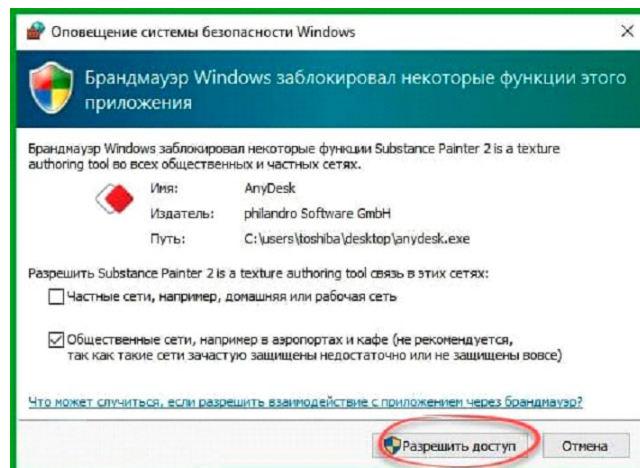 Оповещение системы безопасности Windows
Брандмауэр Windows заблокировал некоторые функции этого
приложения
Брандмауэр Windows заблокировал некоторые функции Substance Painter 2 is a texture
authoring tool во всех общественных и частных сетях.
Имя: AnyDesk
Издатель: philandro Software GmbH
Путь: C:\users\toshiba\desktop\anydesk.exe
Разрешить Substance Painter 2 is a texture authoring tool связь в этих сетях:
Частные сети, например, домашняя или рабочая сеть
Общественные сети, например в аэропортах и кафе (не рекомендуется,
так как такие сети зачастую защищены недостаточно или не защищены вовсе)
Что может случиться, если разрешить взаимодействие с приложением через брандмауэр?
Разрешить доступ Отмена